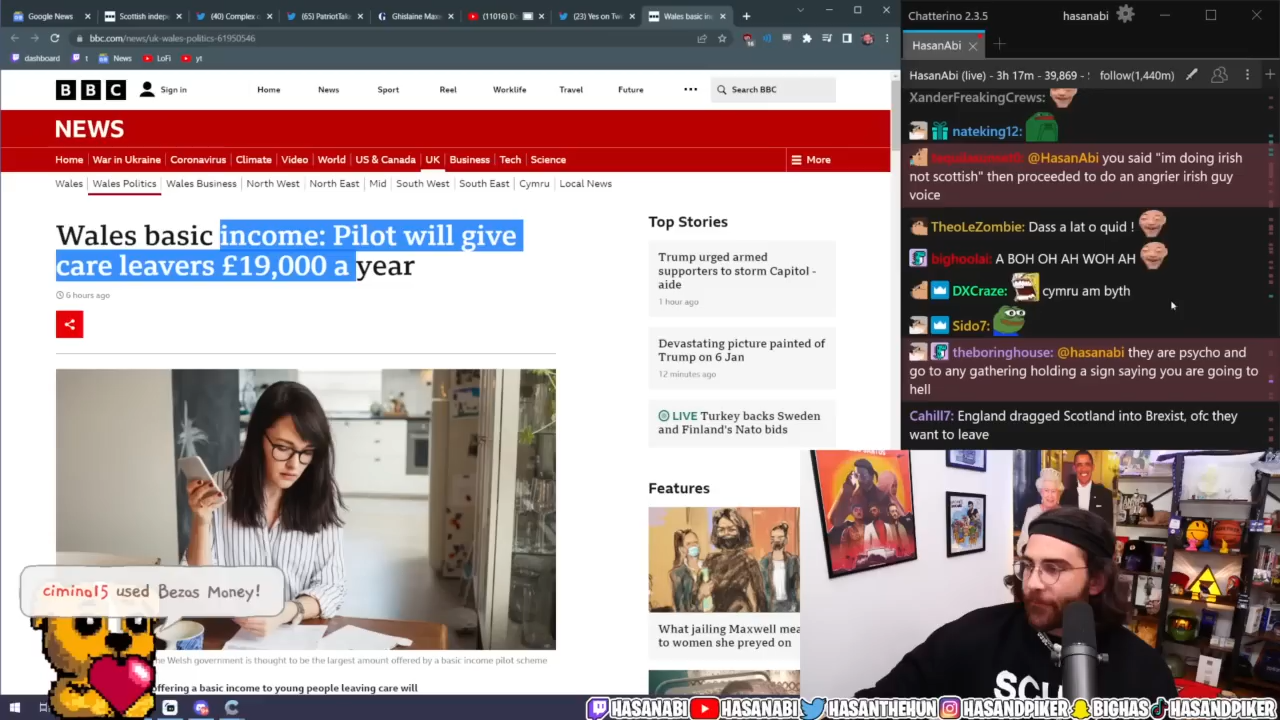 Google News
Scottish indep
(40) Complex
(65) PatriotTak
Ghislaine Max
(11016) D
(23) Yes on Tw
Wales basic in
bbc.com/news/uk-wales-politics-61950546
dashboard
t
News
LoFi
yt
BBC
Sign in
Home
News
Sport
Reel
Worklife
Travel
Future
Search BBC
NEWS
Home
War in Ukraine
Coronavirus
Climate
Video
World
US & Canada
UK
Business
Tech
Science
More
Wales
Wales Politics
Wales Business
North West
North East
Mid
South West
South East
Cymru
Local News
Wales basic income: Pilot will give
care leavers £19,000 a year
6 hours ago
Top Stories
Trump urged armed
supporters to storm Capitol -
aide
1 hour ago
Devastating picture painted of
Trump on 6 Jan
12 minutes ago
LIVE Turkey backs Sweden
and Finland's Nato bids
Features
What jailing Maxwell mea
to women she preyed on
cimino15 used Bezos Money!
he Welsh government is thought to be the largest amount offered by a basic income pilot scheme
offering a basic income to young people leaving care will
Chatterino 2.3.5
hasanabi
HasanAbi
HasanAbi (live) - 3h 17m - 39,869 -
follow(1,440m)
XanderFreakingCrews:
nateking12:
@HasanAbi you said "im doing irish
not scottish" then proceeded to do an angrier irish guy
voice
TheoLeZombie: Dass a lat o quid !
bighoolai: A BOH OH AH WOH AH
DXCraze: cymru am byth
Sido7:
theboringhouse: @hasanabi they are psycho and
go to any gathering holding a sign saying you are going to
hell
Cahill7: England dragged Scotland into Brexist, ofc they
want to leave
HASANABI
HASANABI
HASANTHEHUN
HASANDPIKER
BIGHAS
HASANDPIKER